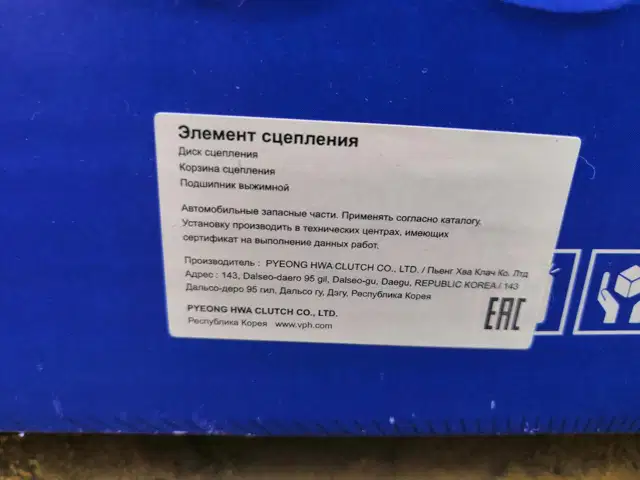 Элемент сцепления
Диск сцепления
Корзина сцепления
Подшипник выжимной
Автомобильные запасные части. Применять согласно каталогу.
Установку производить в технических центрах, имеющих
сертификат на выполнение данных работ.
Производитель : PYEONG HWA CLUTCH CO., LTD. / Пьенг Хва Клач Ко. Лтд
Адрес : 143, Dalseo-daero 95 gil, Dalseo-gu, Daegu, REPUBLIC KOREA / 143
Дальсо-деро 95 гил, Дальсо гу, Дэгу, Республика Корея
PYEONG HWA CLUTCH CO., LTD.
Республика Корея www.vph.com
EAC